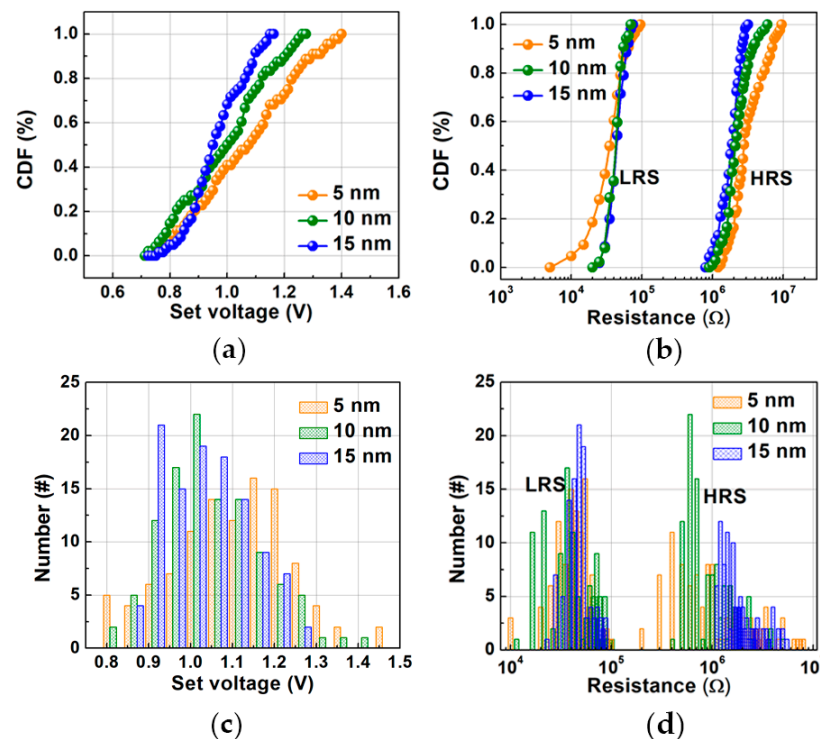 1.0
0.8
0.6
0.4
0.2
0.0
CDF (%)
5 nm
10 nm
15 nm
0.6 0.8 1.0 1.2 1.4 1.6
Set voltage (V)
(a)
1.0
0.8
0.6
0.4
0.2
0.0
CDF (%)
5 nm
10 nm
15 nm
LRS
HRS
10³ 10⁴ 10⁵ 10⁶ 10⁷
Resistance (Ω)
(b)
25
20
15
10
5
0
Number (#)
5 nm
10 nm
15 nm
0.8 0.9 1.0 1.1 1.2 1.3 1.4 1.5
Set voltage (V)
(c)
25
20
15
10
5
0
Number (#)
5 nm
10 nm
15 nm
LRS
HRS
10⁴ 10⁵ 10⁶ 10
Resistance (Ω)
(d)